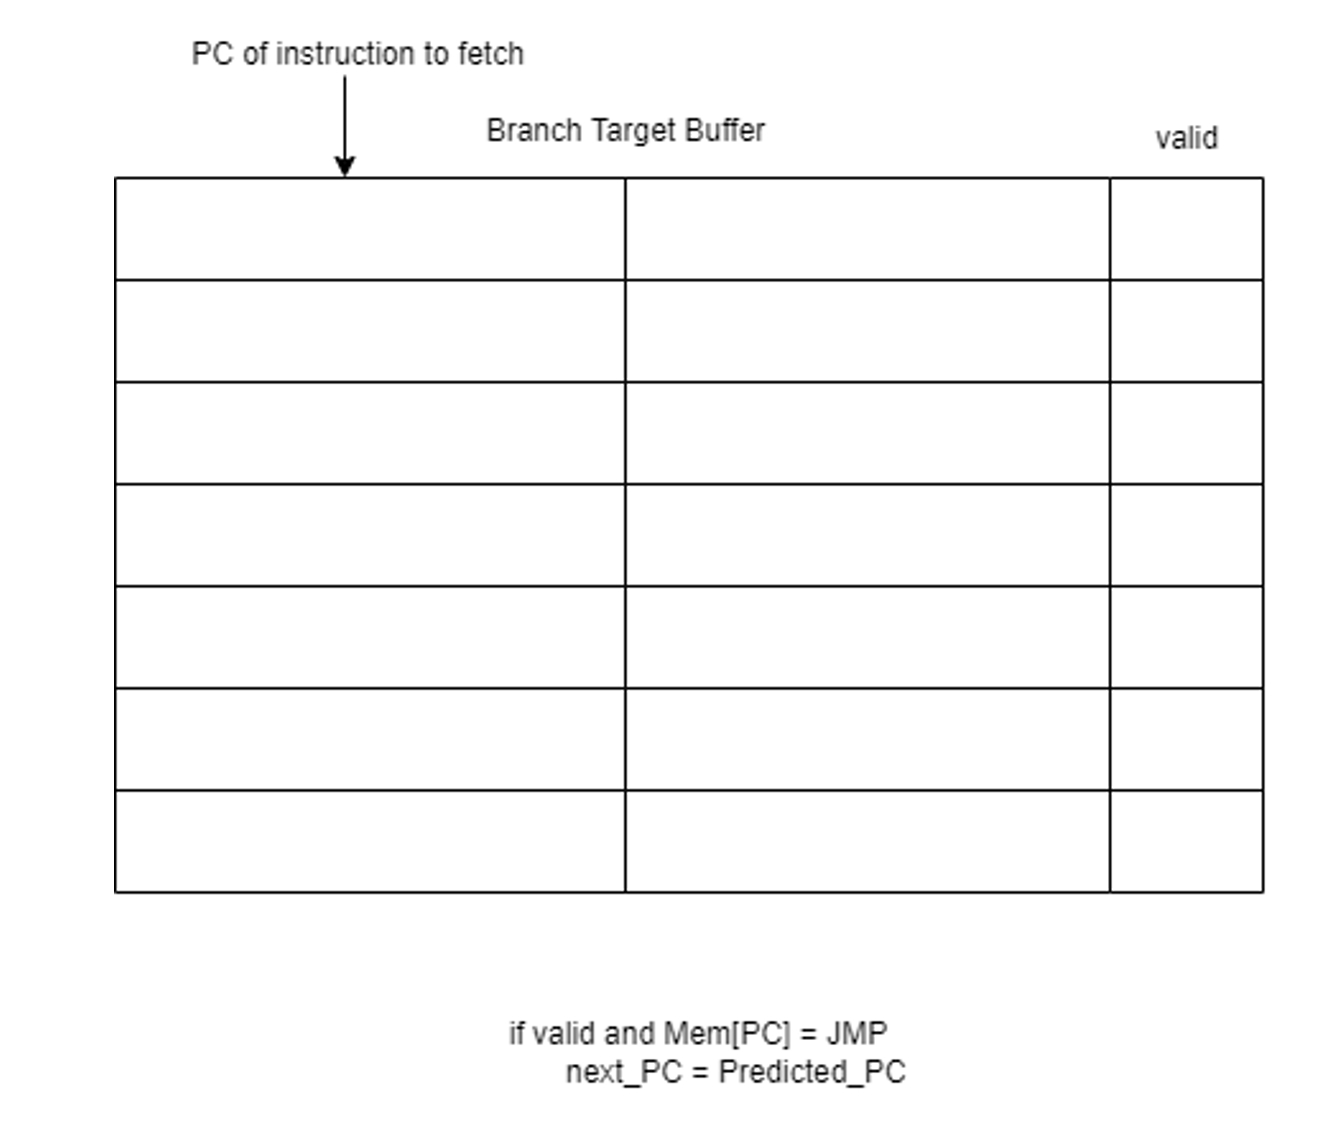 PC of instruction to fetch
Branch Target Buffer
valid
if valid and Mem[PC] = JMP
next_PC = Predicted_PC